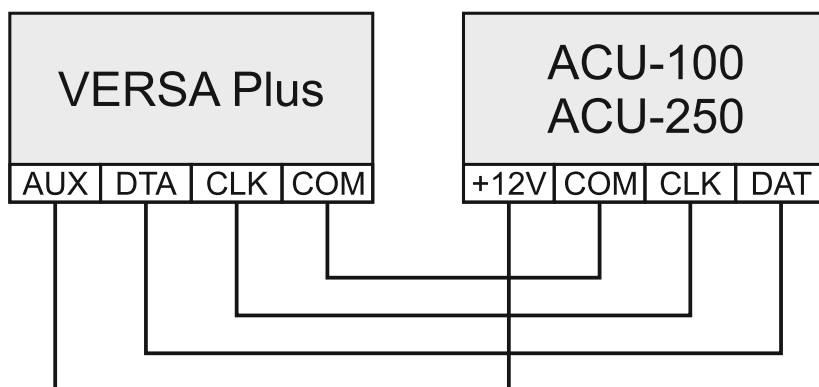 VERSA Plus
AUX DTA CLK COM
ACU-100
ACU-250
+12V COM CLK DAT